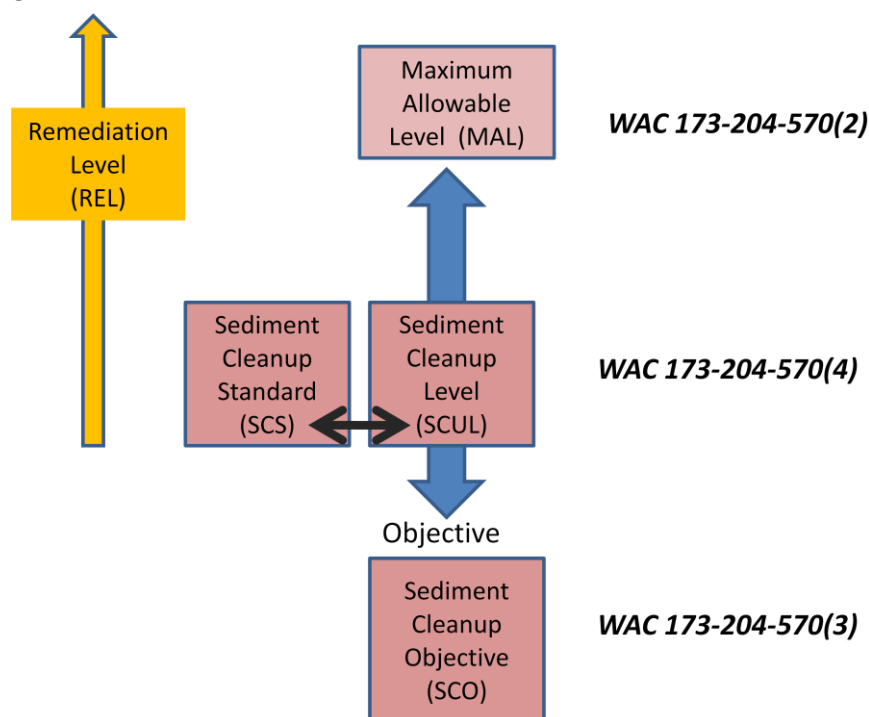 Maximum
Allowable
Level (MAL)
WAC 173-204-570(2)
Remediation
Level
(REL)
Sediment
Cleanup
Standard
(SCS)
Sediment
Cleanup
Level
(SCUL)
WAC 173-204-570(4)
Objective
Sediment
Cleanup
Objective
(SCO)
WAC 173-204-570(3)